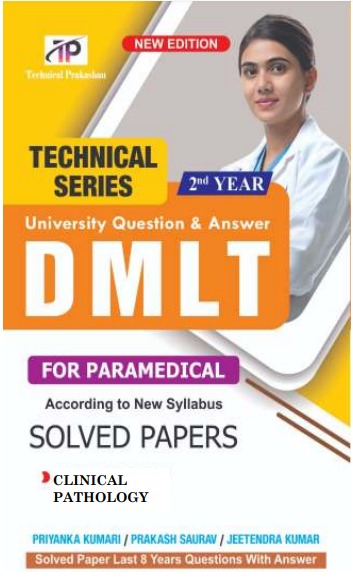 TP
Technical Prakashan
NEW EDITION
TECHNICAL
SERIES
2nd YEAR
University Question & Answer
DMLT
FOR PARAMEDICAL
According to New Syllabus
SOLVED PAPERS
CLINICAL
PATHOLOGY
PRIYANKA KUMARI / PRAKASH SAURAV / JEETENDRA KUMAR
Solved Paper Last 8 Years Questions With Answer